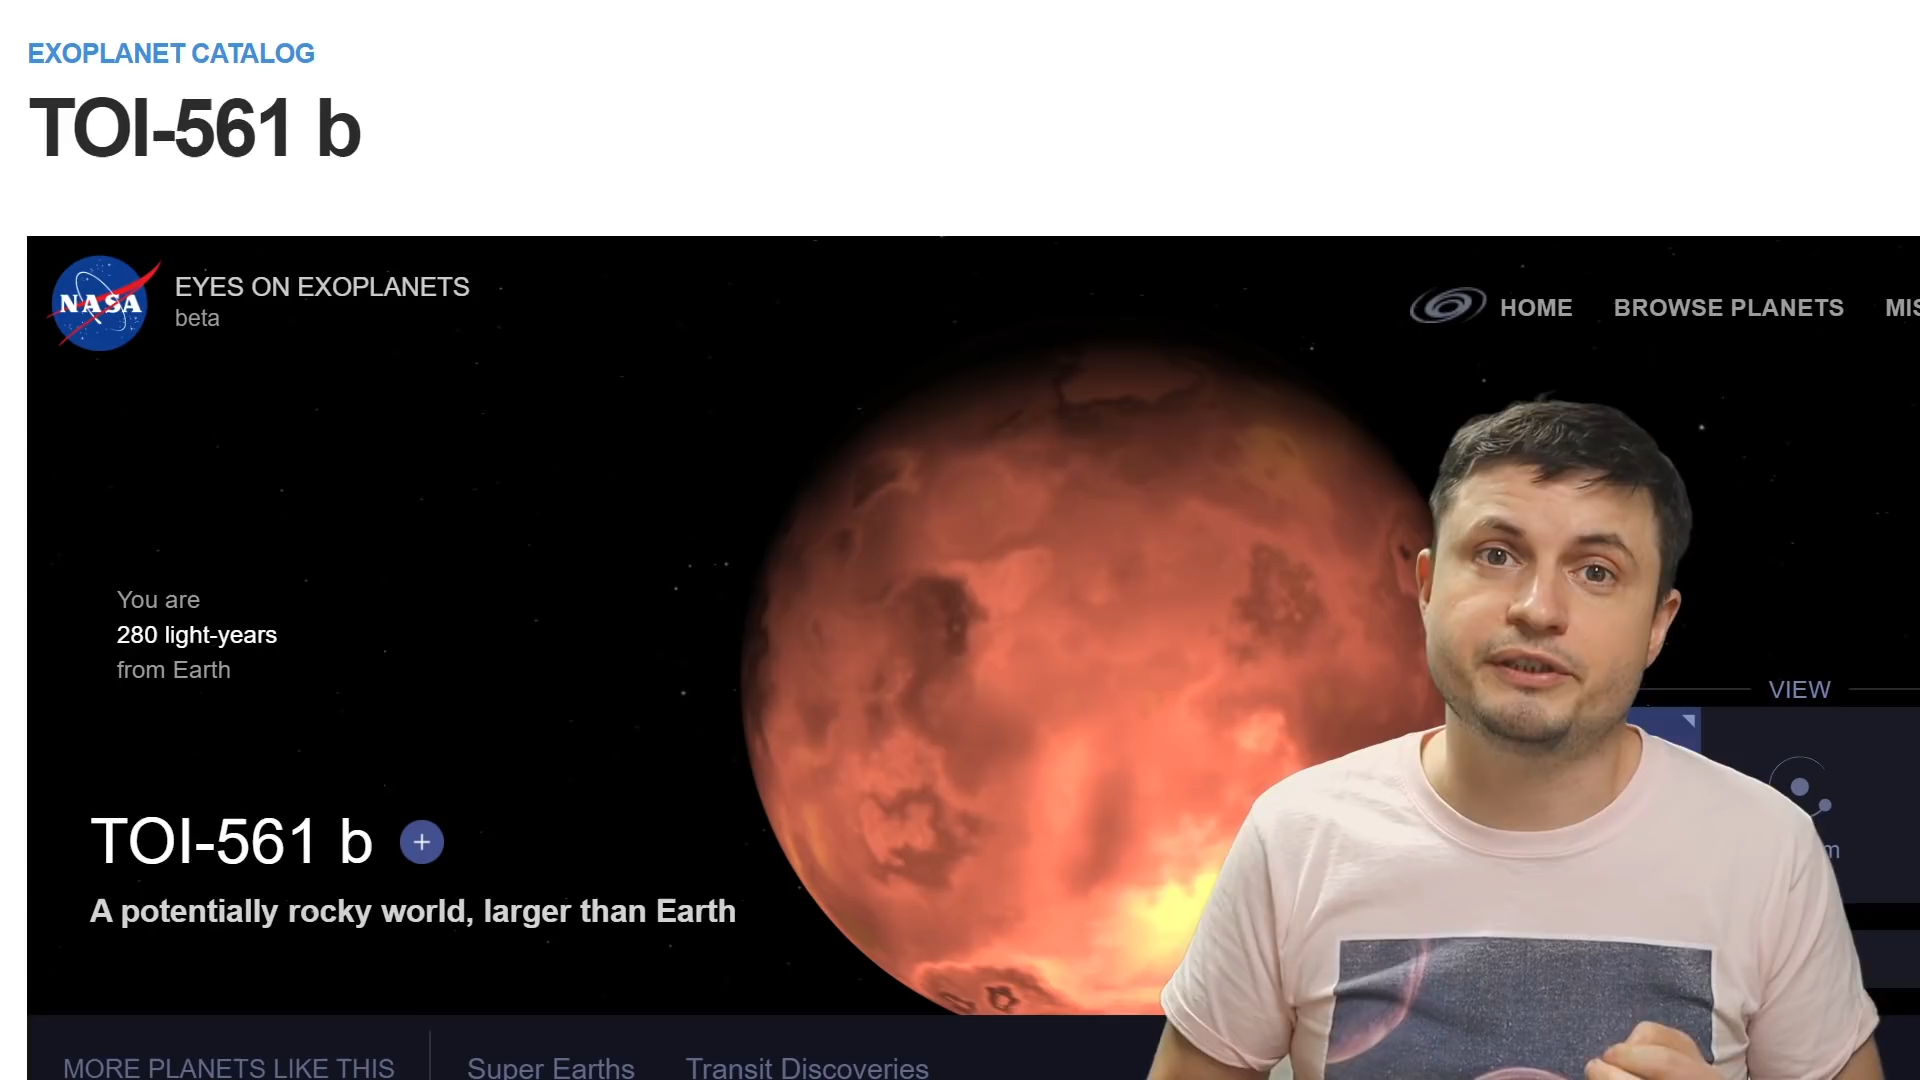 EXOPLANET CATALOG
TOI-561 b
NASA
EYES ON EXOPLANETS
beta
HOME
BROWSE PLANETS
You are
280 light-years
from Earth
VIEW
TOI-561 b
+
A potentially rocky world, larger than Earth
MORE PLANETS LIKE THIS
Super Earths
Transit Discoveries